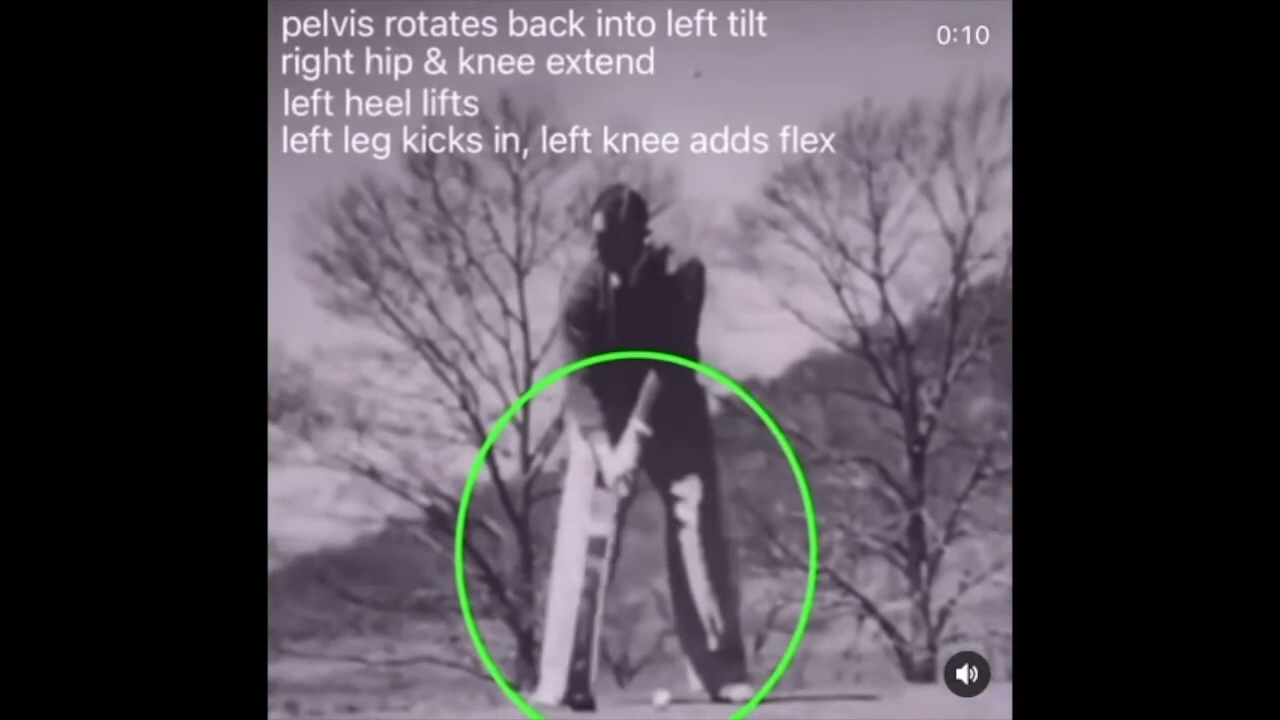 pelvis rotates back into left tilt
0:10
right hip & knee extend
left heel lifts
left leg kicks in, left knee adds flex